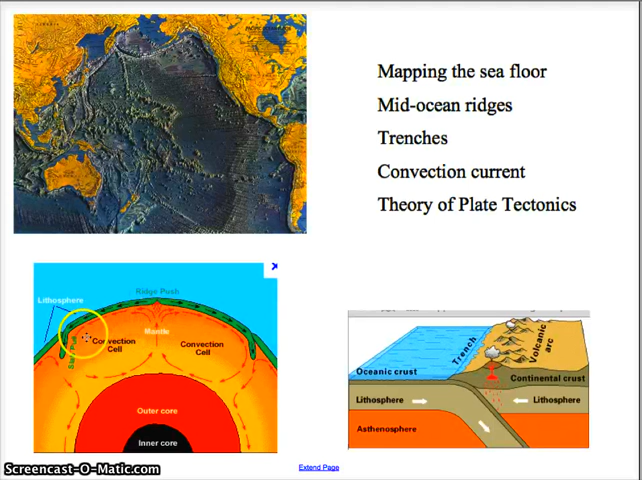 Mapping the sea floor
Mid-ocean ridges
Trenches
Convection current
Theory of Plate Tectonics
Ridge Push
Lithosphere
Mantle
Convection
Cell
Convection
Cell
Outer core
Inner core
Trench
Volcanic
arc
Oceanic crust
Continental crust
Lithosphere
Lithosphere
Asthenosphere
Extend Page
Screencast-O-Matic.com